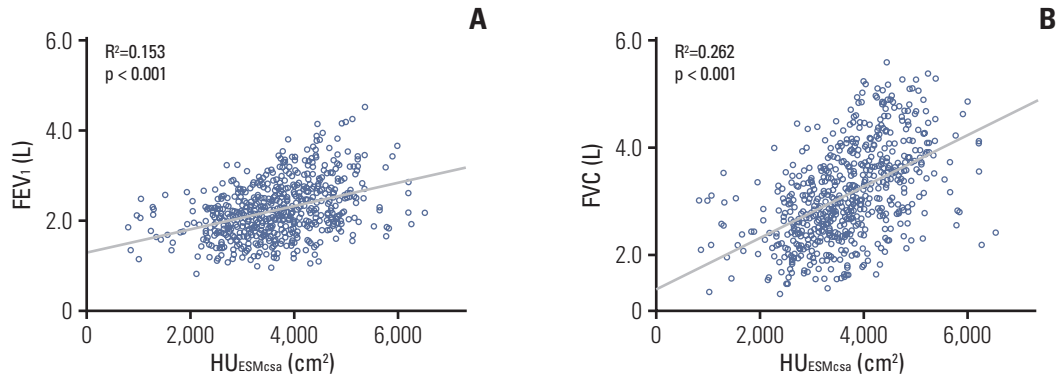 A
6.0
R²=0.153
p < 0.001
4.0
FEV₁ (L)
2.0
0
0 2,000 4,000 6,000
HU_ESMcsa (cm²)
B
6.0
R²=0.262
p < 0.001
4.0
FVC (L)
2.0
0
0 2,000 4,000 6,000
HU_ESMcsa (cm²)